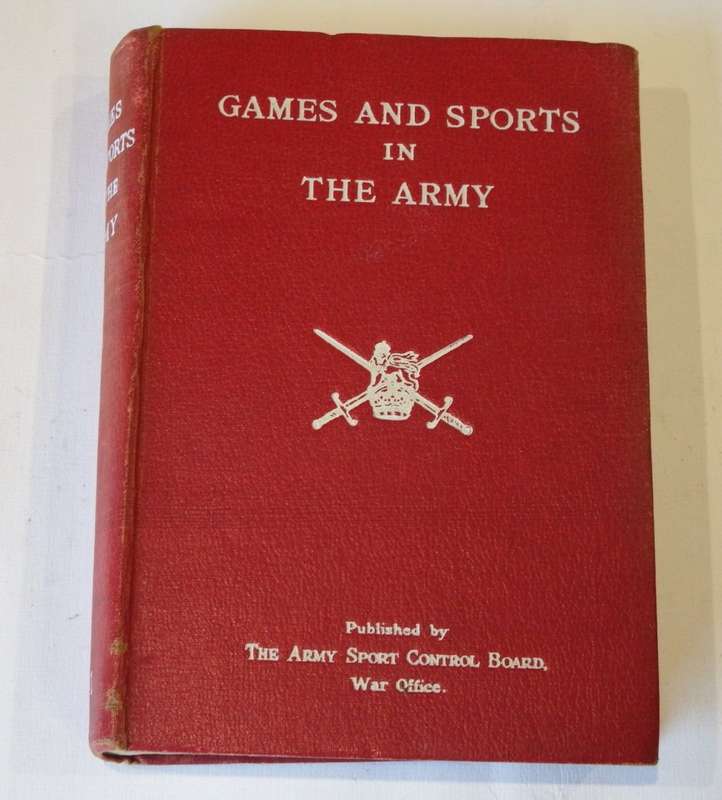 GAMES AND SPORTS
IN
THE ARMY
Published by
THE ARMY SPORT CONTROL BOARD,
War Office.